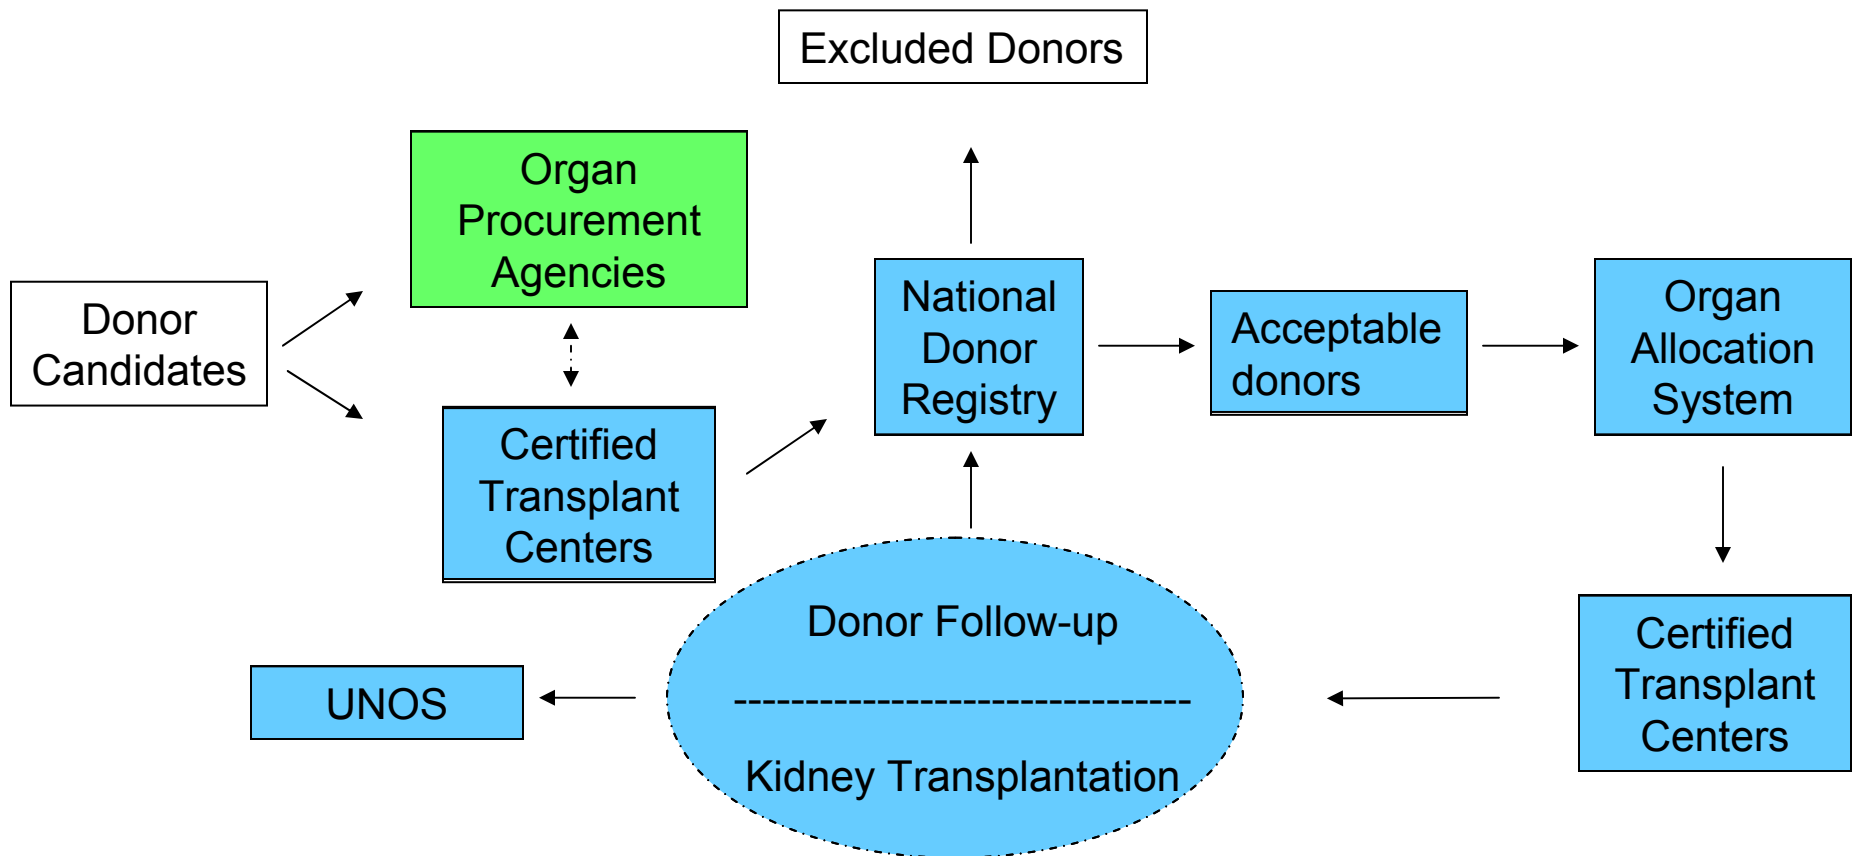 Excluded Donors
Organ
Procurement
Agencies
Donor
Candidates
Certified
Transplant
Centers
National
Donor
Registry
Acceptable
donors
Organ
Allocation
System
Certified
Transplant
Centers
Donor Follow-up
Kidney Transplantation
UNOS